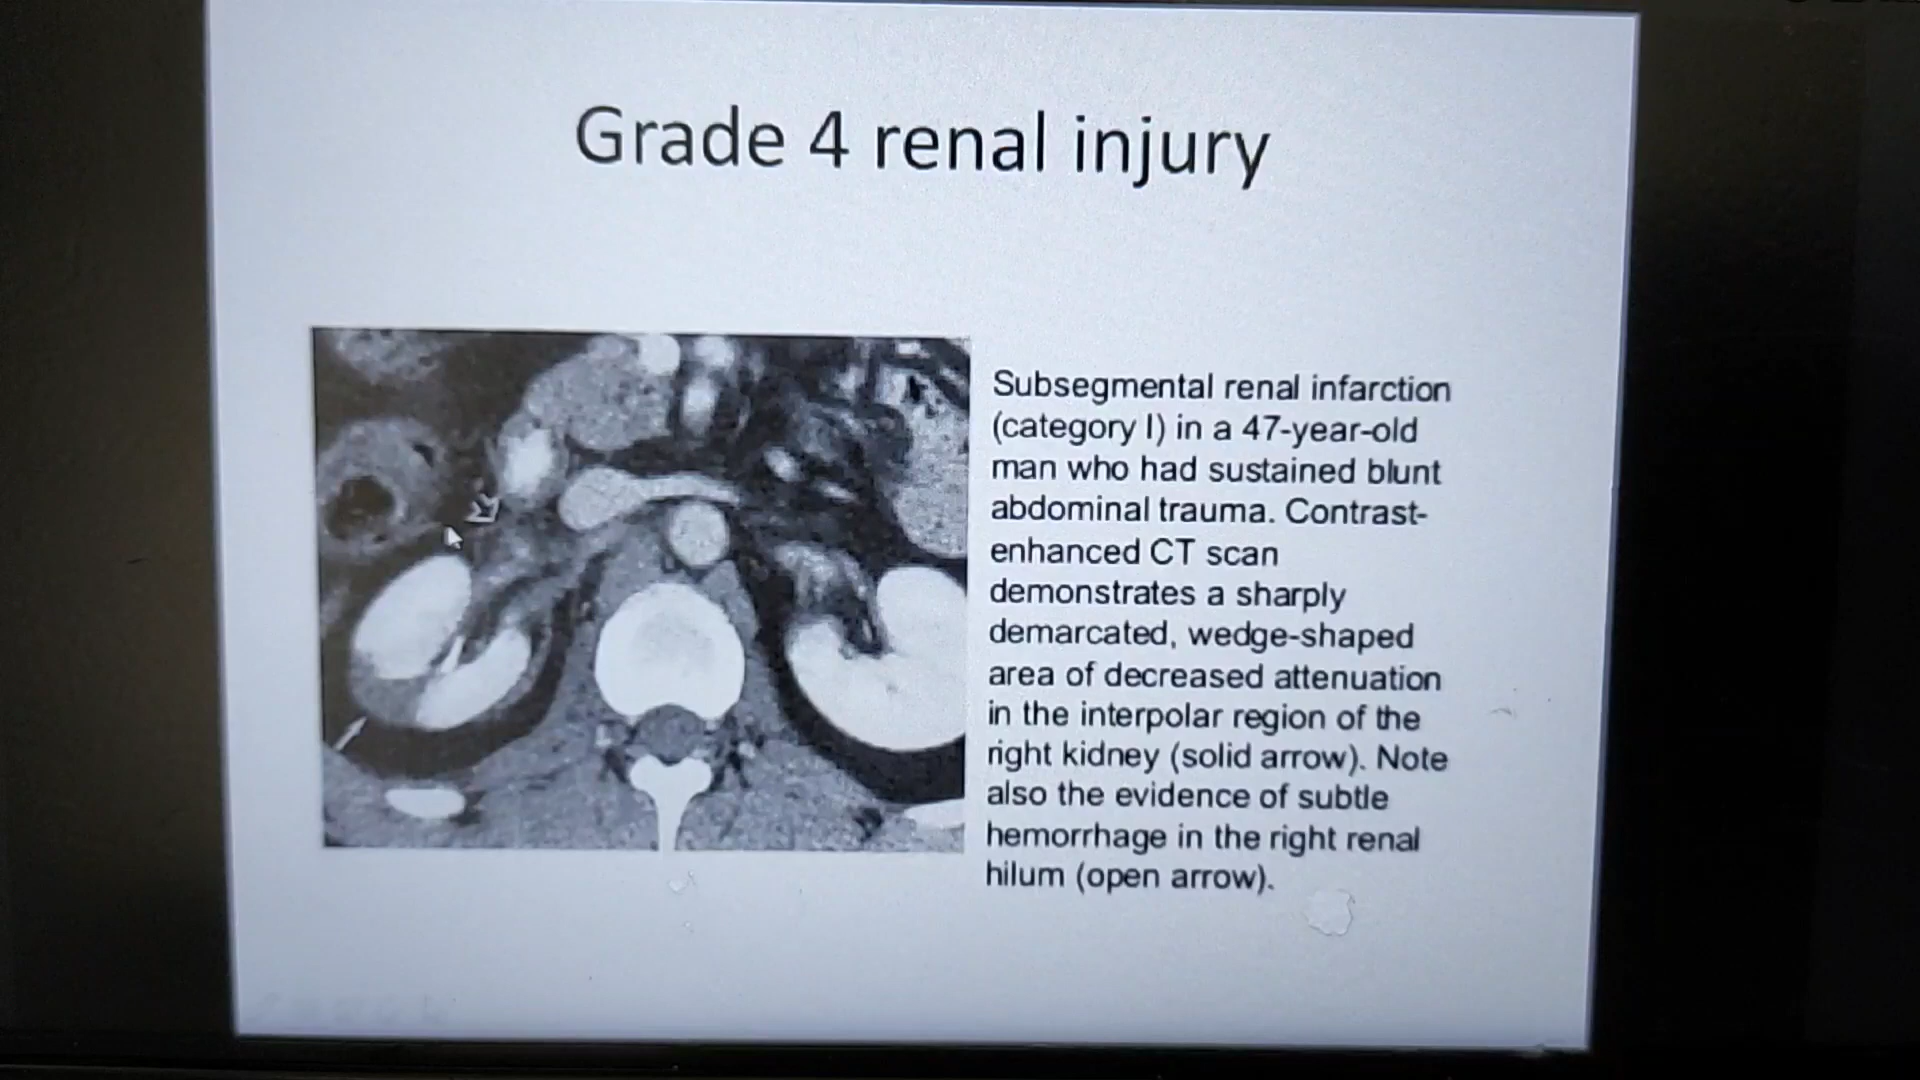 Grade 4 renal injury
Subsegmental renal infarction
(category I) in a 47-year-old
man who had sustained blunt
abdominal trauma. Contrast-
enhanced CT scan
demonstrates a sharply
demarcated, wedge-shaped
area of decreased attenuation
in the interpolar region of the
right kidney (solid arrow). Note
also the evidence of subtle
hemorrhage in the right renal
hilum (open arrow).